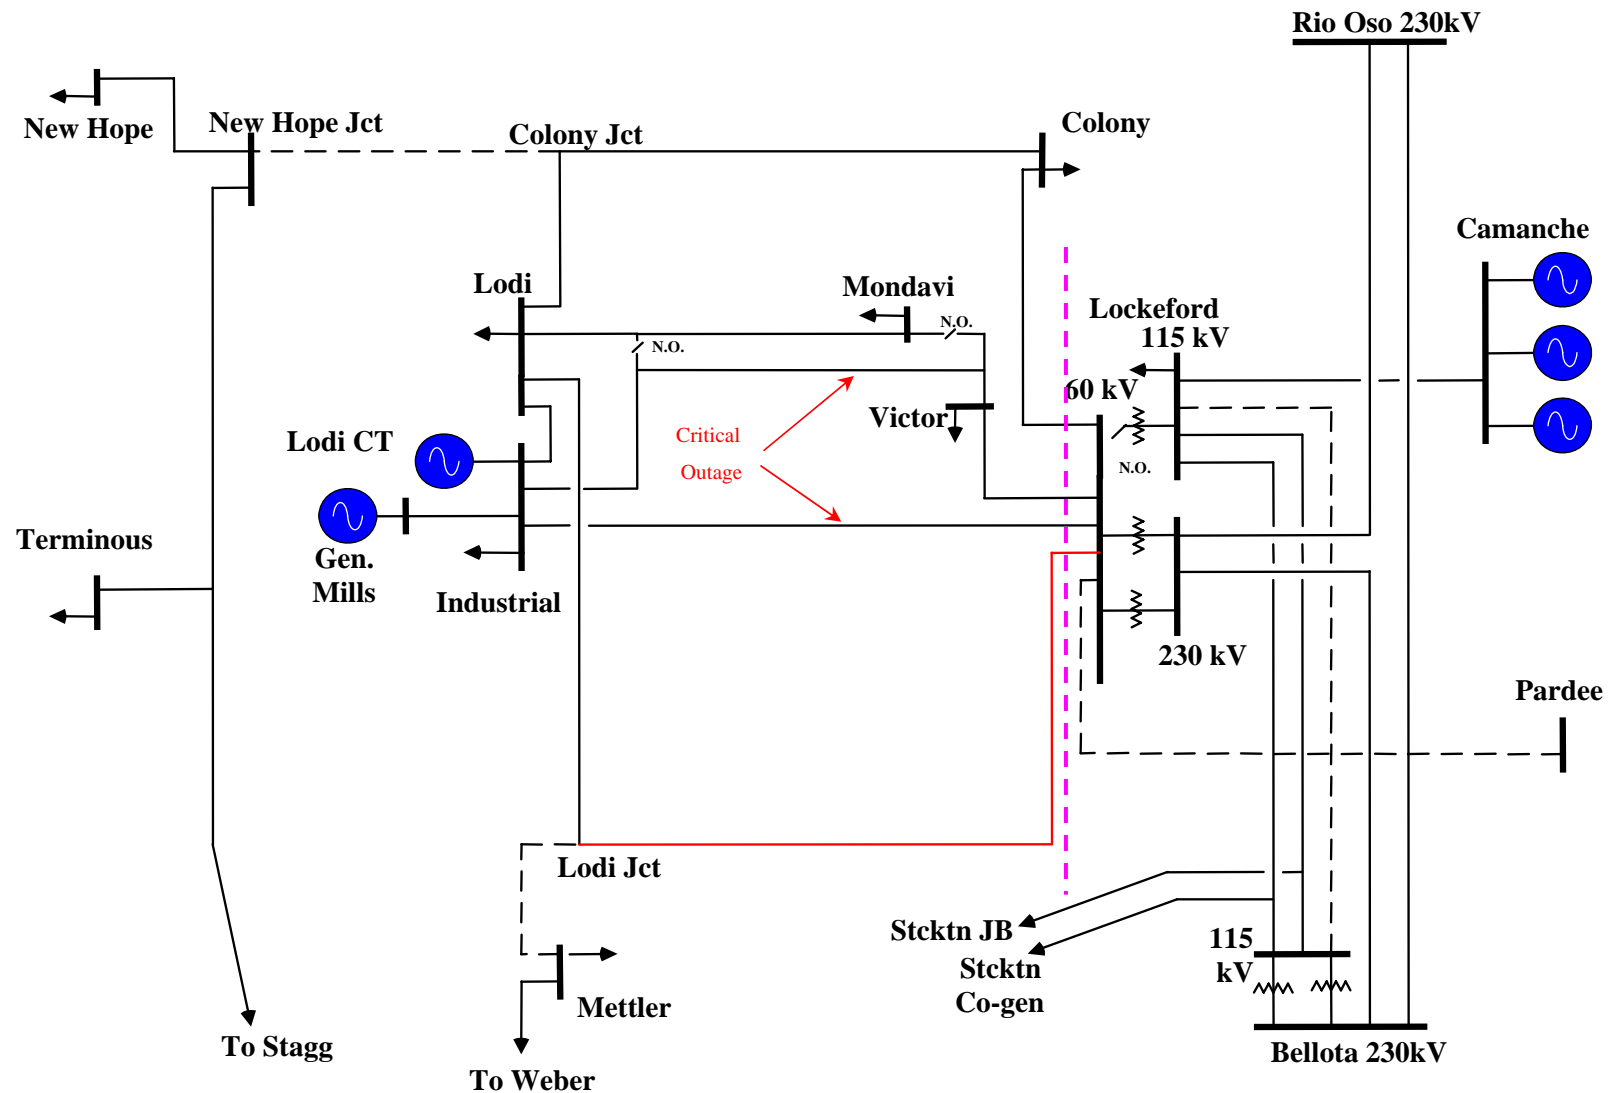 Rio Oso 230kV
New Hope
New Hope Jct
Colony Jct
Colony
Camanche
Lodi
Mondavi
N.O.
N.O.
Lockeford
115 kV
60 kV
Victor
Critical
Outage
N.O.
Lodi CT
Gen.
Mills
Terminous
Industrial
230 kV
Pardee
Lodi Jct
Stcktn JB
Stcktn
Co-gen
115
kV
Mettler
To Stagg
To Weber
Bellota 230kV